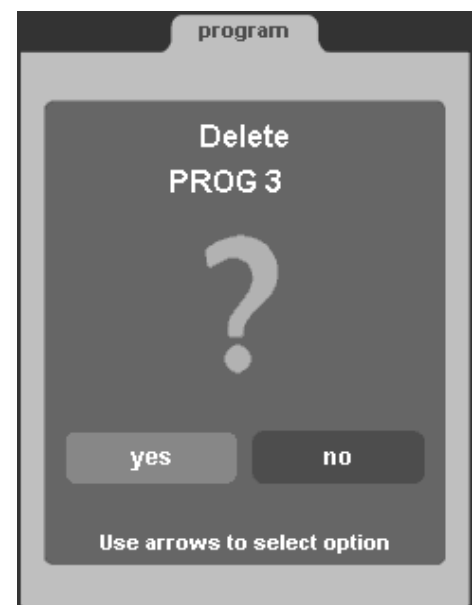 program
Delete
PROG 3
?
yes no
Use arrows to select option